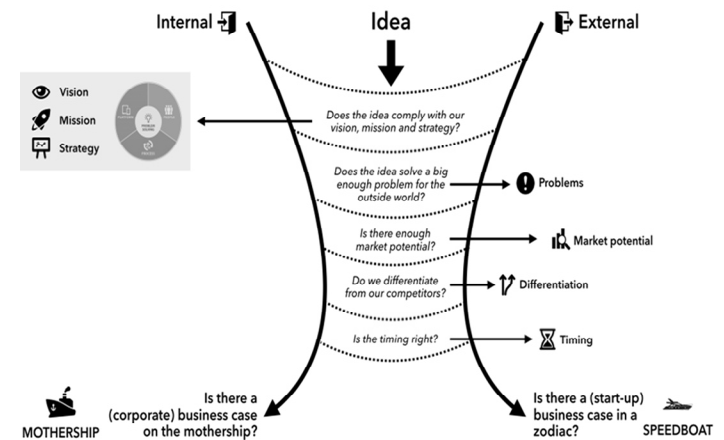 Internal
Idea
External
Vision
Mission
Strategy
Does the idea comply with our
vision, mission and strategy?
Does the idea solve a big
enough problem for the
outside world?
Problems
Is there enough
market potential?
Market potential
Do we differentiate
from our competitors?
Differentiation
Is the timing right?
Timing
Is there a
(corporate) business case
on the mothership?
MOTHERSHIP
Is there a (start-up)
business case in a
zodiac?
SPEEDBOAT